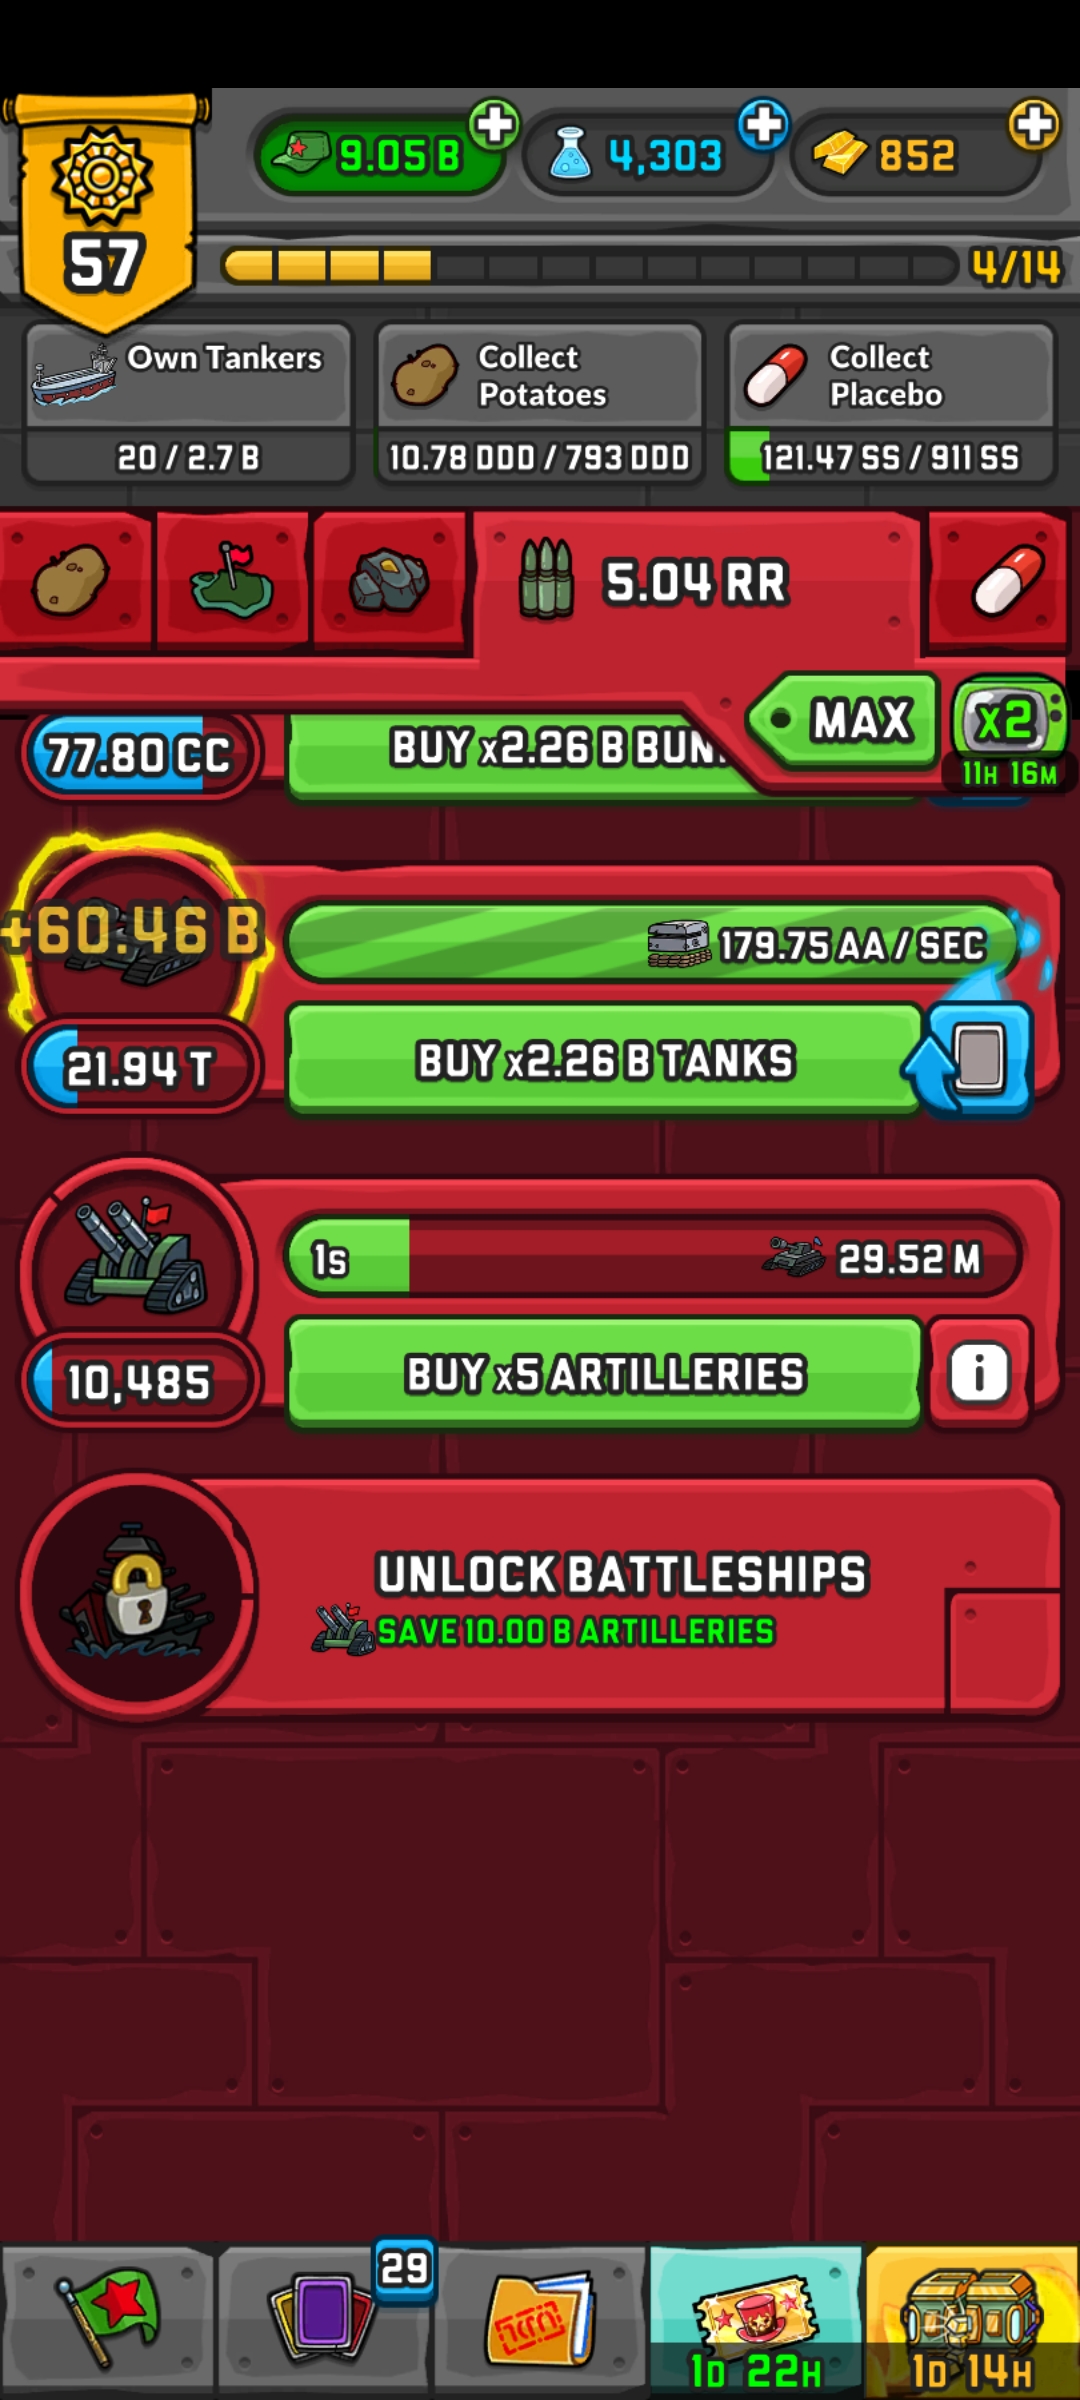 9.05 B
4,303
852
57
4/14
Own Tankers
20 / 2.7 B
Collect
Potatoes
10.78 DDD / 793 DDD
Collect
Placebo
121.47 SS / 911 SS
5.04 RR
MAX
x2
11H 16M
77.80 CC
BUY x2.26 B BUN
+60.46 B
179.75 AA / SEC
21.94 T
BUY x2.26 B TANKS
1s
29.52 M
10,485
BUY x5 ARTILLERIES
i
UNLOCK BATTLESHIPS
SAVE 10.00 B ARTILLERIES
29
1D 22H
1D 14H